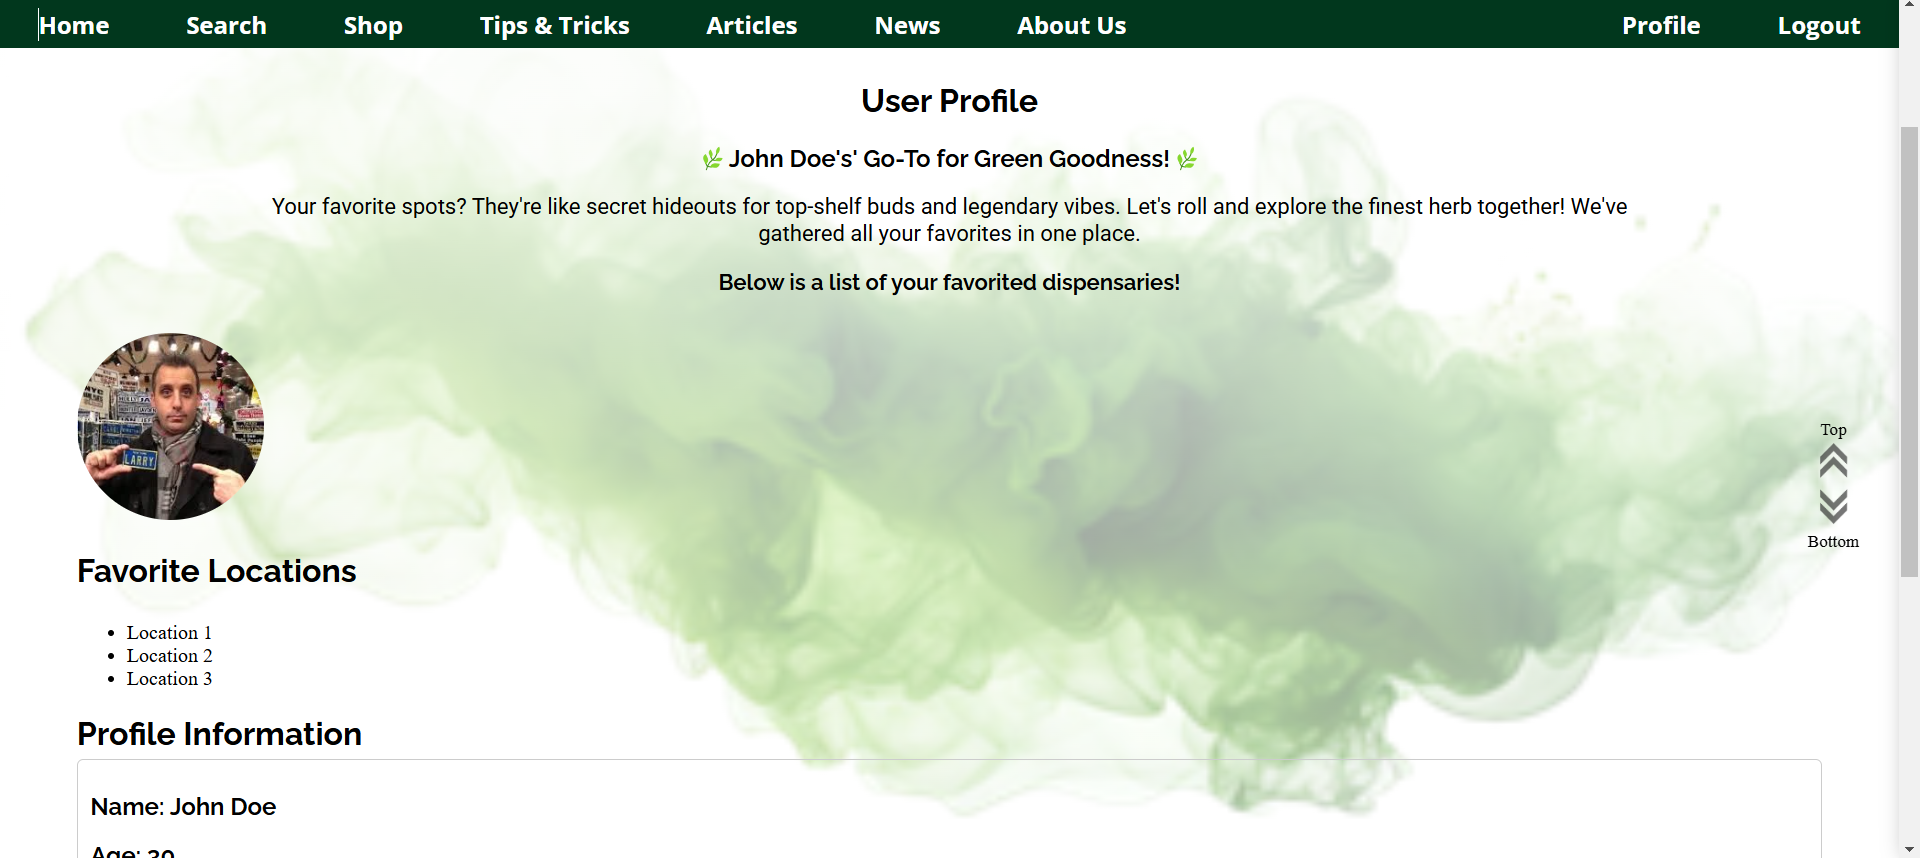 Home Search Shop Tips & Tricks Articles News About Us Profile Logout
User Profile
🌿 John Doe's' Go-To for Green Goodness! 🌿
Your favorite spots? They're like secret hideouts for top-shelf buds and legendary vibes. Let's roll and explore the finest herb together! We've
gathered all your favorites in one place.
Below is a list of your favorited dispensaries!
LARRY
Top
Bottom
Favorite Locations
• Location 1
• Location 2
• Location 3
Profile Information
Name: John Doe
Age: 30